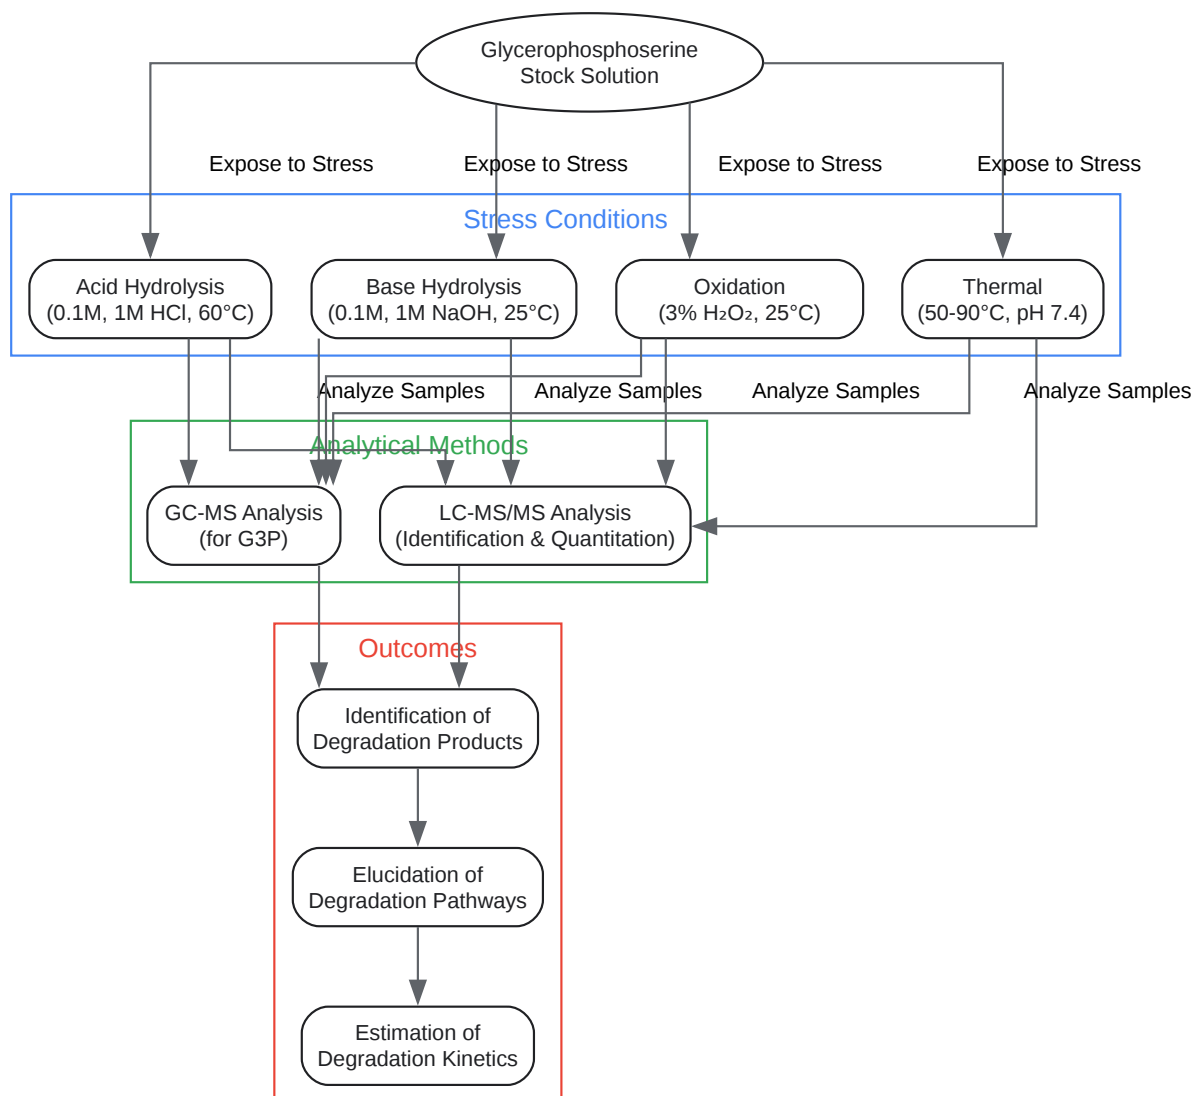 Glycerophosphoserine
Stock Solution
Expose to Stress
Expose to Stress
Expose to Stress
Expose to Stress
Stress Conditions
Acid Hydrolysis
(0.1M, 1M HCl, 60°C)
Base Hydrolysis
(0.1M, 1M NaOH, 25°C)
Oxidation
(3% H₂O₂, 25°C)
Thermal
(50-90°C, pH 7.4)
Analyze Samples
Analyze Samples
Analyze Samples
Analyze Samples
Analytical Methods
GC-MS Analysis
(for G3P)
LC-MS/MS Analysis
(Identification & Quantitation)
Outcomes
Identification of
Degradation Products
Elucidation of
Degradation Pathways
Estimation of
Degradation Kinetics